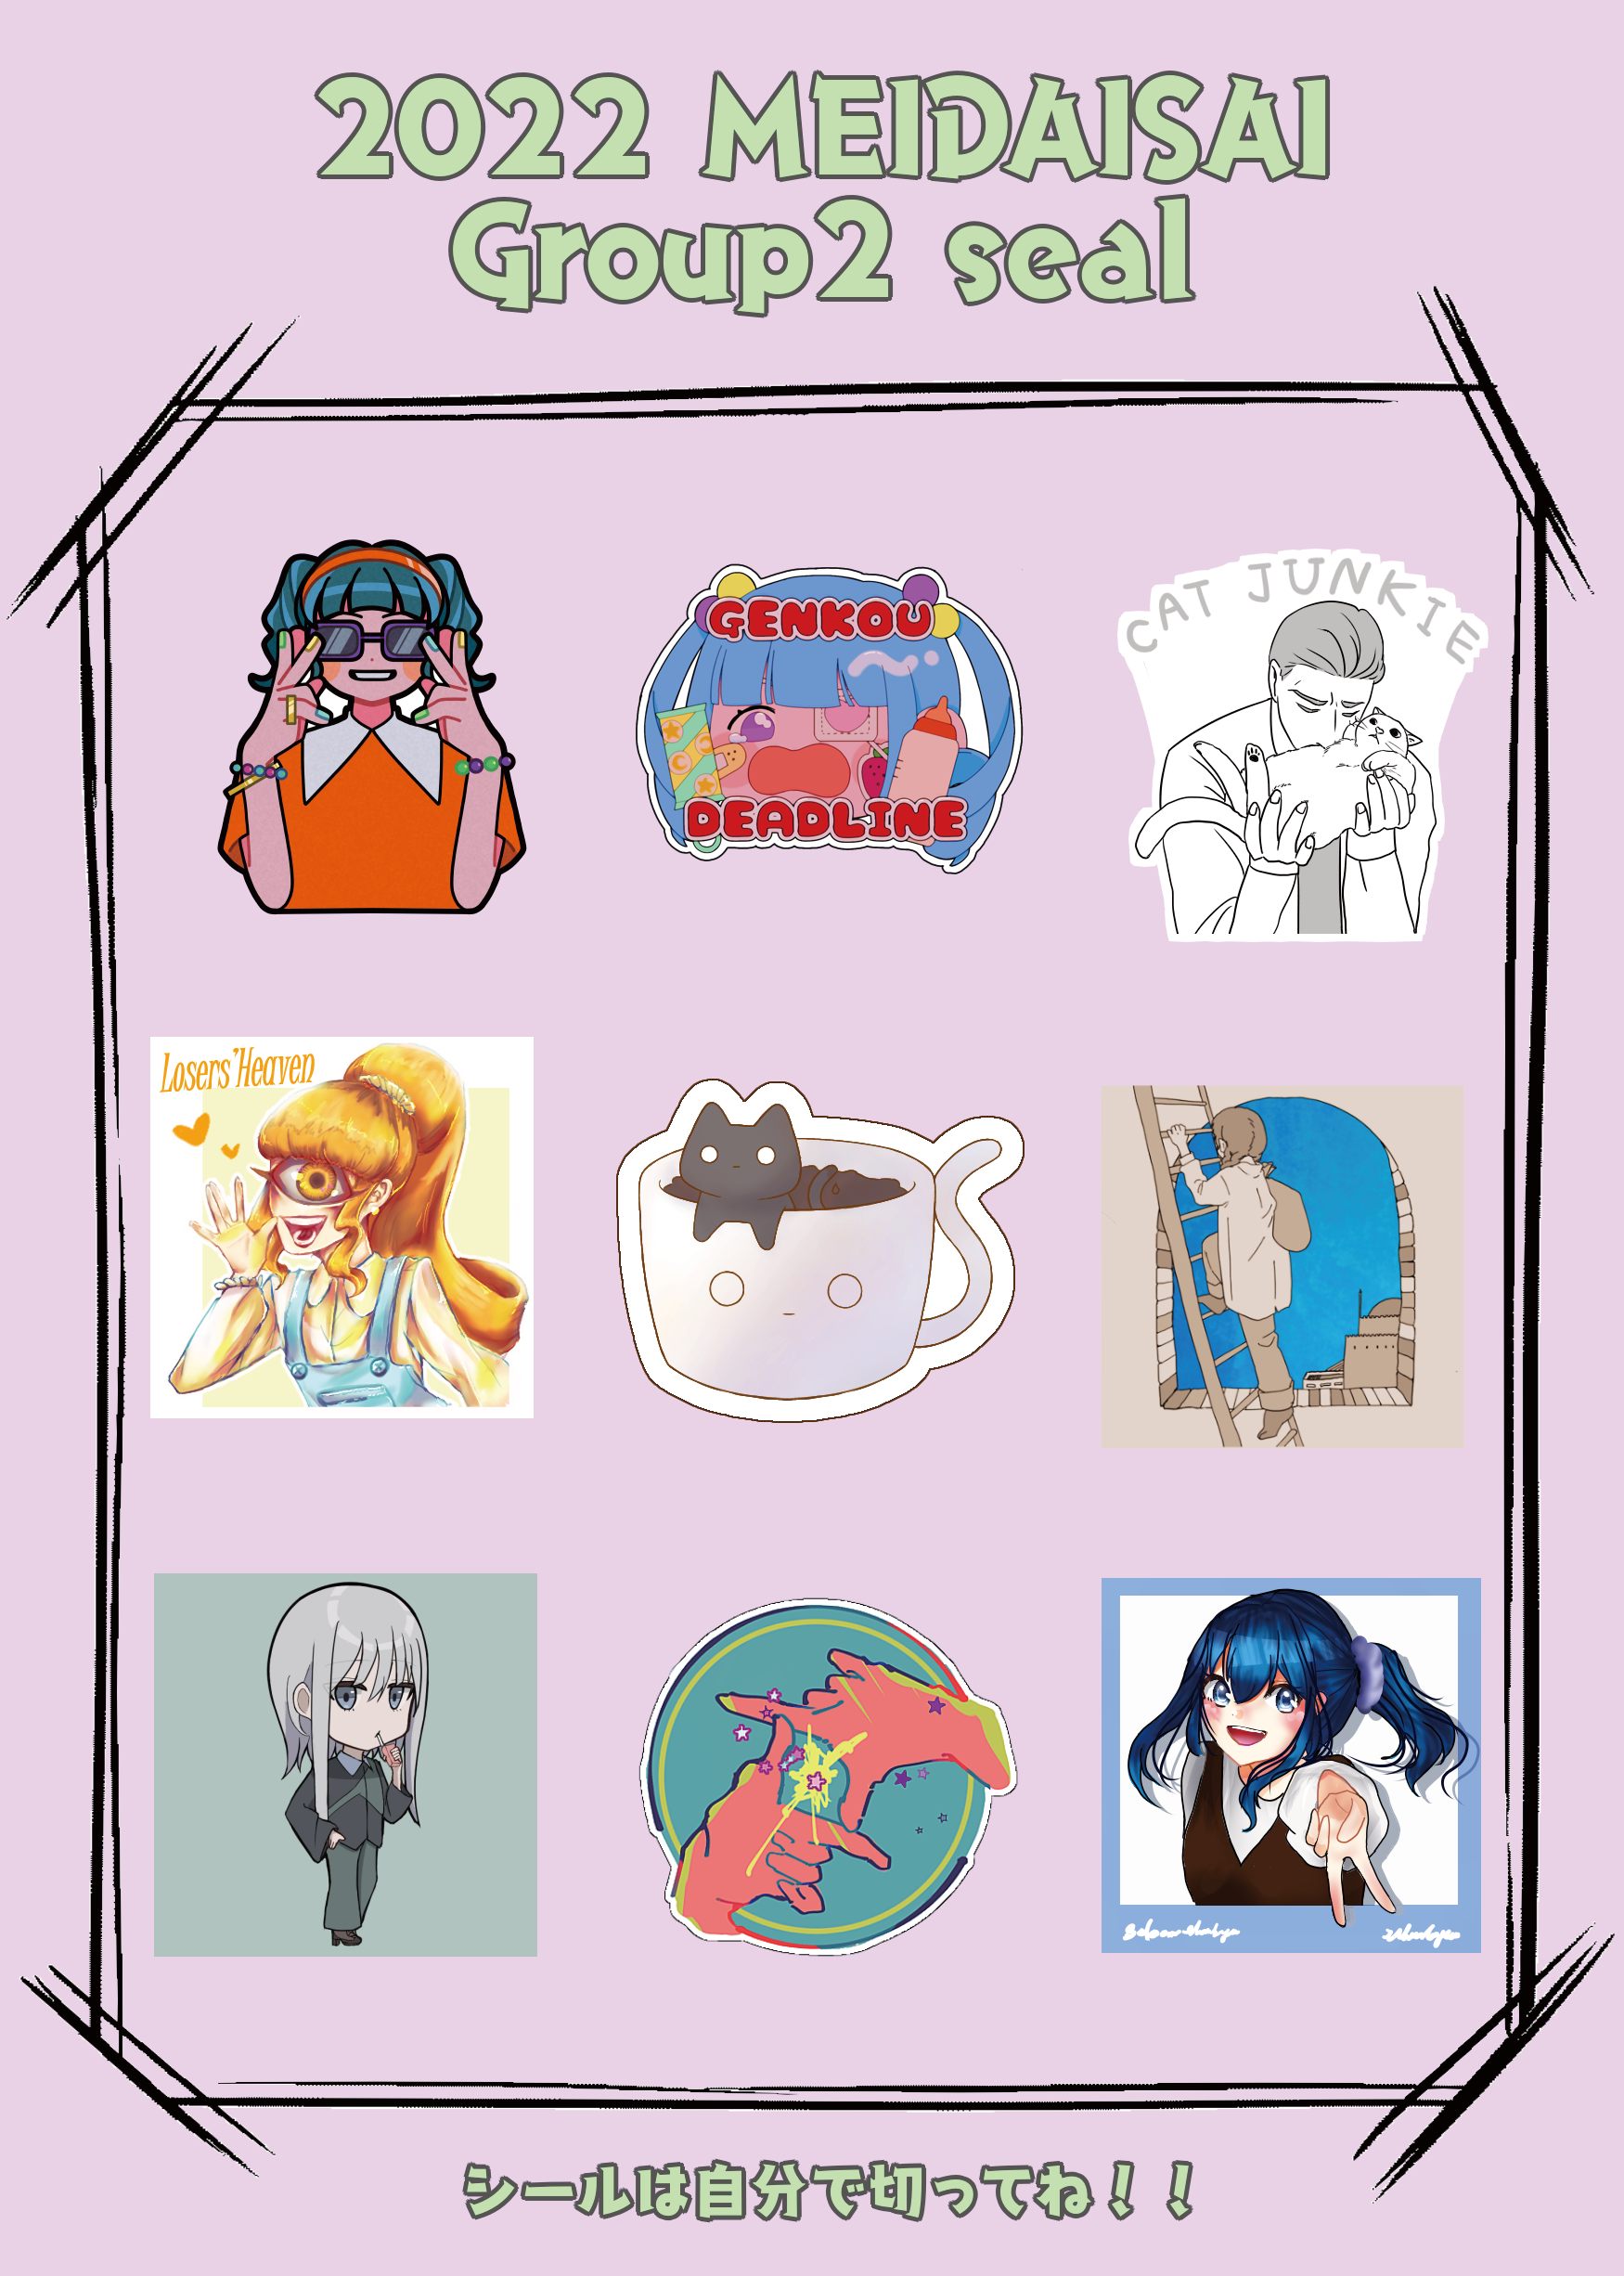 2022 MEIDAISAI
Group2 seal
GENKOU
DEADLINE
CAT JUNKIE
Losers' Heaven
シールは自分で切ってね！！